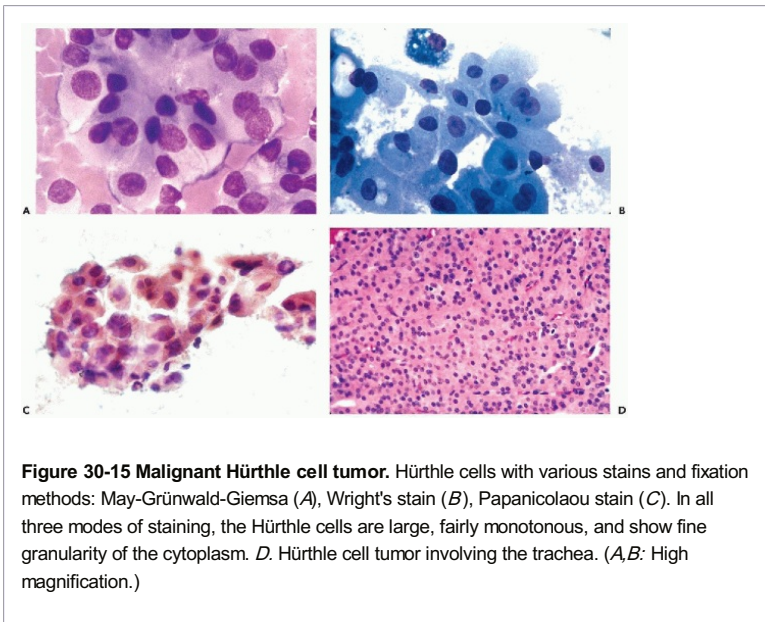 A
B
C
D
Figure 30-15 Malignant Hürthle cell tumor. Hürthle cells with various stains and fixation
methods: May-Grünwald-Giemsa (A), Wright's stain (B), Papanicolaou stain (C). In all
three modes of staining, the Hürthle cells are large, fairly monotonous, and show fine
granularity of the cytoplasm. D. Hürthle cell tumor involving the trachea. (A,B: High
magnification.)